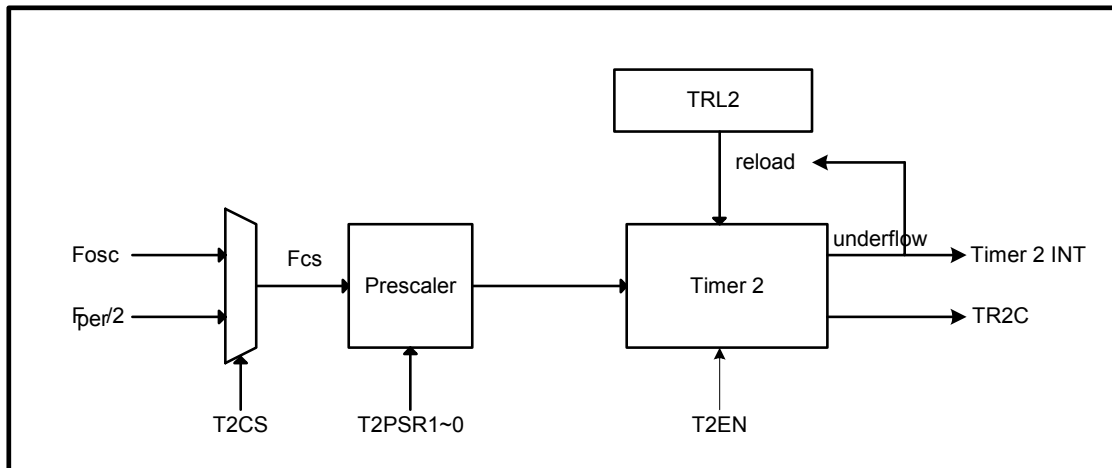 TRL2
reload
underflow
Fosc
Fcs
Prescaler
Timer 2
Timer 2 INT
Fper/2
TR2C
T2CS
T2PSR1~0
T2EN